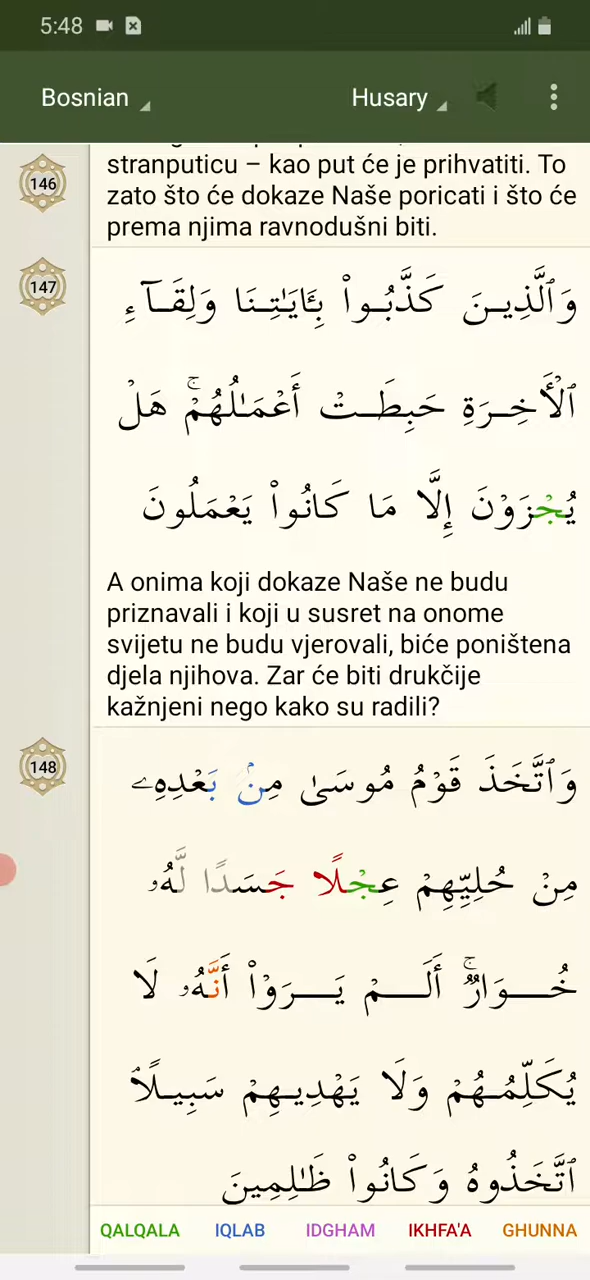 5:48
Bosnian
Husary
stranputicu – kao put će je prihvatiti. To
146
zato što će dokaze Naše poricati i što će
prema njima ravnodušni biti.
147
وَٱلَّذِينَ كَذَّبُوا۟ بِـَٔايَـٰتِنَا وَلِقَآءِ
ٱلْأَخِرَةِ حَبِطَتْ أَعْمَـٰلُهُمْ ۚ هَلْ
يُجْزَوْنَ إِلَّا مَا كَانُوا۟ يَعْمَلُونَ
A onima koji dokaze Naše ne budu
priznavali i koji u susret na onome
svijetu ne budu vjerovali, biće poništena
djela njihova. Zar će biti drukčije
kažnjeni nego kako su radili?
148
وَٱتَّخَذَ قَوْمُ مُوسَىٰ مِنۢ بَعْدِهِۦ
مِنْ حُلِيِّهِمْ عِجْلًا جَسَدًا لَّهُۥ
خُوَارٌ ۚ أَلَمْ يَرَوْا۟ أَنَّهُۥ لَا
يُكَلِّمُهُمْ وَلَا يَهْدِيهِمْ سَبِيلًا ۘ
ٱتَّخَذُوهُ وَكَانُوا۟ ظَـٰلِمِينَ
QALQALA IQLAB IDGHAM IKHFA'A GHUNNA